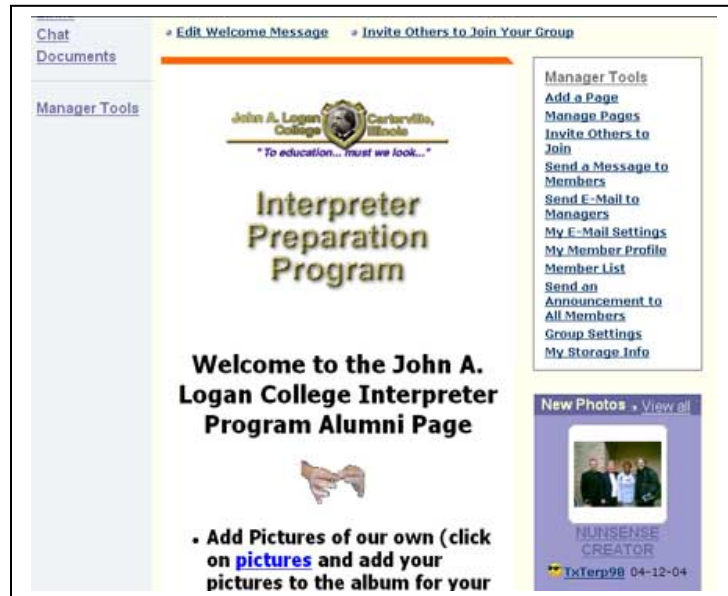 Chat
Documents
Manager Tools
Edit Welcome Message
Invite Others to Join Your Group
John A. Logan
College
Carterville,
Illinois
"To education... must we look..."
Interpreter
Preparation
Program
Welcome to the John A.
Logan College Interpreter
Program Alumni Page
• Add Pictures of our own (click
on pictures and add your
pictures to the album for your
Manager Tools
Add a Page
Manage Pages
Invite Others to
Join
Send a Message to
Members
Send E-Mail to
Managers
My E-Mail Settings
My Member Profile
Member List
Send an
Announcement to
All Members
Group Settings
My Storage Info
New Photos • View all
NUNSENSE
CREATOR
TxTerp98 04-12-04